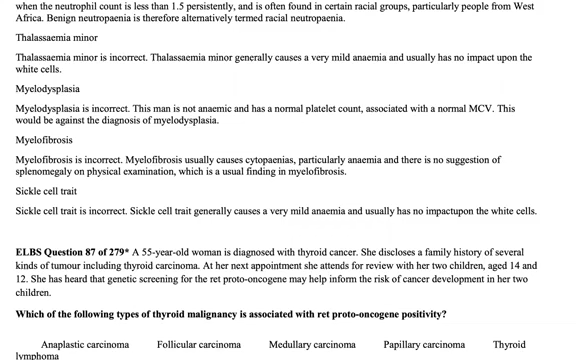 when the neutrophil count is less than 1.5 persistently, and is often found in certain racial groups, particularly people from West
Africa. Benign neutropaenia is therefore alternatively termed racial neutropaenia.
Thalassaemia minor
Thalassaemia minor is incorrect. Thalassaemia minor generally causes a very mild anaemia and usually has no impact upon the
white cells.
Myelodysplasia
Myelodysplasia is incorrect. This man is not anaemic and has a normal platelet count, associated with a normal MCV. This
would be against the diagnosis of myelodysplasia.
Myelofibrosis
Myelofibrosis is incorrect. Myelofibrosis usually causes cytopaenias, particularly anaemia and there is no suggestion of
splenomegaly on physical examination, which is a usual finding in myelofibrosis.
Sickle cell trait
Sickle cell trait is incorrect. Sickle cell trait generally causes a very mild anaemia and usually has no impactupon the white cells.
ELBS Question 87 of 279* A 55-year-old woman is diagnosed with thyroid cancer. She discloses a family history of several
kinds of tumour including thyroid carcinoma. At her next appointment she attends for review with her two children, aged 14 and
12. She has heard that genetic screening for the ret proto-oncogene may help inform the risk of cancer development in her two
children.
Which of the following types of thyroid malignancy is associated with ret proto-oncogene positivity?
Anaplastic carcinoma Follicular carcinoma Medullary carcinoma Papillary carcinoma Thyroid
lymphoma